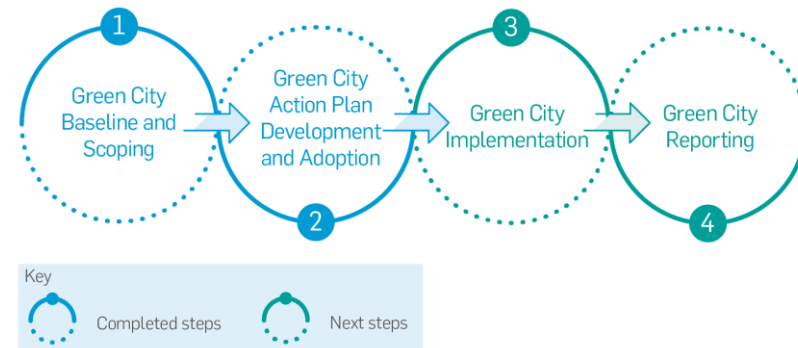 1
Green City
Baseline and
Scoping
Green City
Action Plan
Development
and Adoption
2
3
Green City
Implementation
Green City
Reporting
4
Key
Completed steps
Next steps